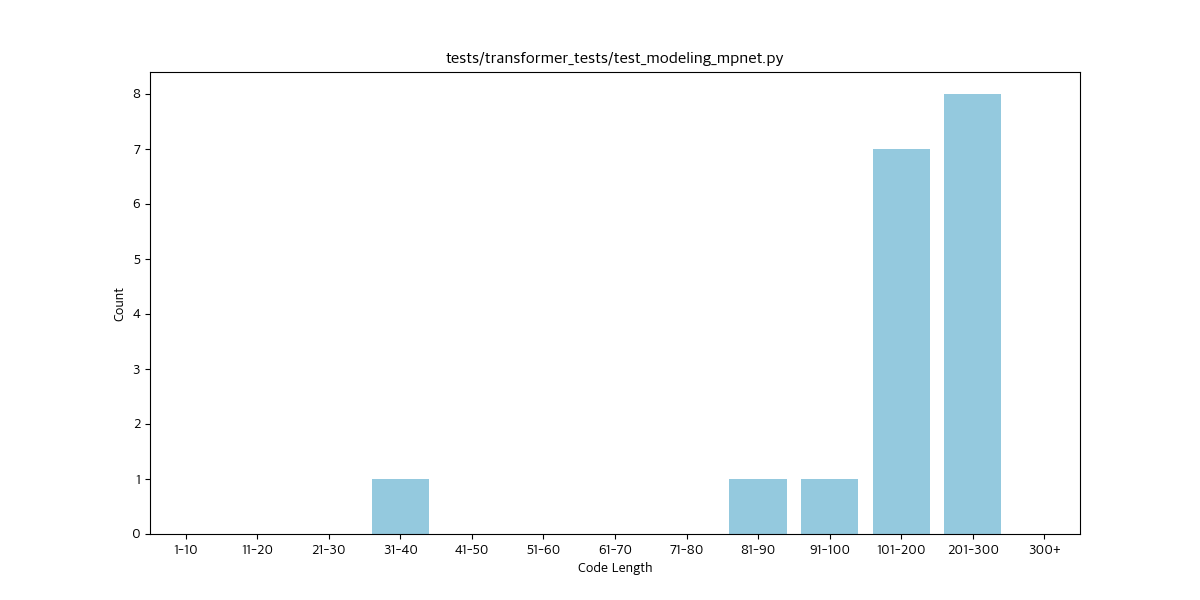 tests/transformer_tests/test_modeling_mpnet.py
8
7
6
5
4
3
2
1
0
Count
1-10 11-20 21-30 31-40 41-50 51-60 61-70 71-80 81-90 91-100 101-200 201-300 300+
Code Length